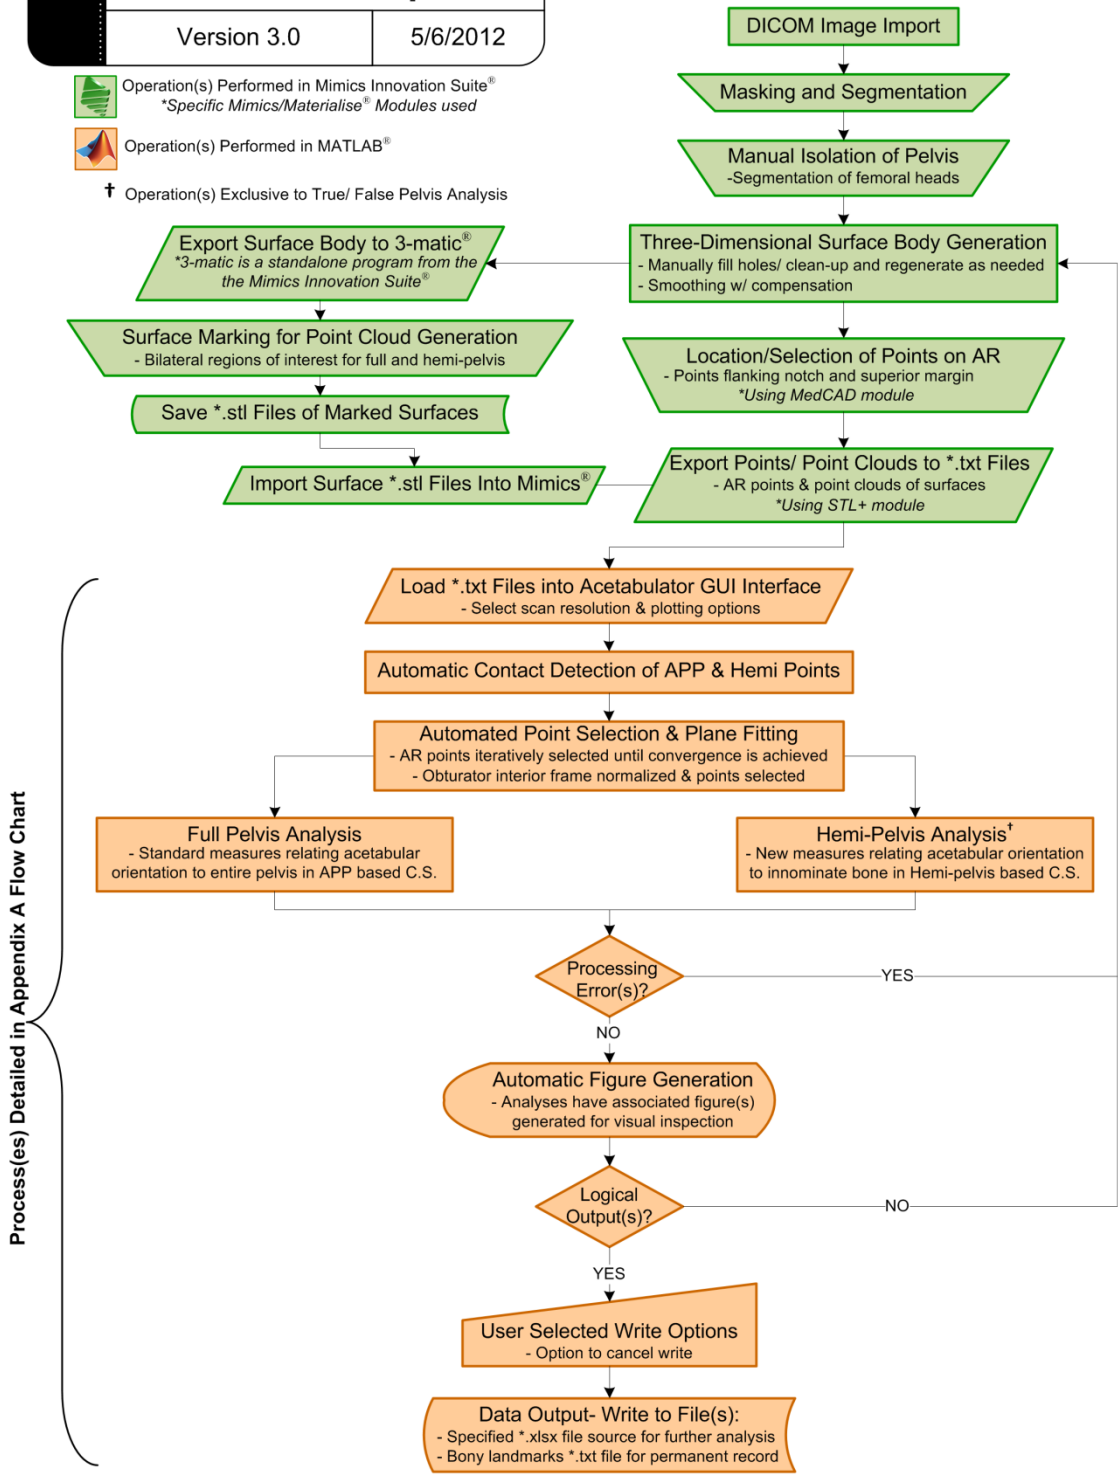 Version 3.0
5/6/2012
Operation(s) Performed in Mimics Innovation Suite®
*Specific Mimics/Materialise® Modules used
Operation(s) Performed in MATLAB®
† Operation(s) Exclusive to True/ False Pelvis Analysis
DICOM Image Import
Masking and Segmentation
Manual Isolation of Pelvis
-Segmentation of femoral heads
Three-Dimensional Surface Body Generation
- Manually fill holes/ clean-up and regenerate as needed
- Smoothing w/ compensation
Export Surface Body to 3-matic®
*3-matic is a standalone program from the
the Mimics Innovation Suite®
Surface Marking for Point Cloud Generation
- Bilateral regions of interest for full and hemi-pelvis
Save *.stl Files of Marked Surfaces
Import Surface *.stl Files Into Mimics®
Location/Selection of Points on AR
- Points flanking notch and superior margin
*Using MedCAD module
Export Points/ Point Clouds to *.txt Files
- AR points & point clouds of surfaces
*Using STL+ module
Process(es) Detailed in Appendix A Flow Chart
Load *.txt Files into Acetabulator GUI Interface
- Select scan resolution & plotting options
Automatic Contact Detection of APP & Hemi Points
Automated Point Selection & Plane Fitting
- AR points iteratively selected until convergence is achieved
- Obturator interior frame normalized & points selected
Full Pelvis Analysis
- Standard measures relating acetabular
orientation to entire pelvis in APP based C.S.
Hemi-Pelvis Analysis†
- New measures relating acetabular orientation
to innominate bone in Hemi-pelvis based C.S.
Processing
Error(s)?
YES
NO
Automatic Figure Generation
- Analyses have associated figure(s)
generated for visual inspection
Logical
Output(s)?
NO
YES
User Selected Write Options
- Option to cancel write
Data Output- Write to File(s):
- Specified *.xlsx file source for further analysis
- Bony landmarks *.txt file for permanent record